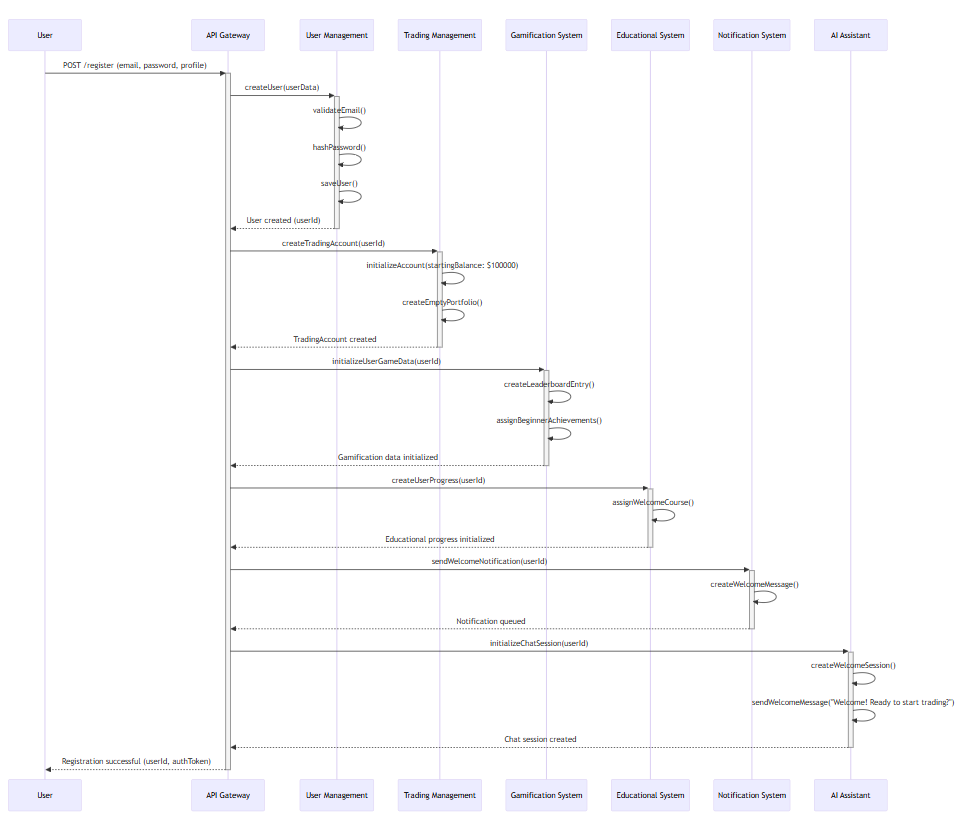 User
API Gateway
User Management
Trading Management
Gamification System
Educational System
Notification System
AI Assistant
POST /register (email, password, profile)
createUser(userData)
validateEmail()
hashPassword()
saveUser()
User created (userId)
createTradingAccount(userId)
initializeAccount(startingBalance: $100000)
createEmptyPortfolio()
TradingAccount created
initializeUserGameData(userId)
createLeaderboardEntry()
assignBeginnerAchievements()
Gamification data initialized
createUserProgress(userId)
assignWelcomeCourse()
Educational progress initialized
sendWelcomeNotification(userId)
createWelcomeMessage()
Notification queued
initializeChatSession(userId)
createWelcomeSession()
sendWelcomeMessage("Welcome! Ready to start trading?")
Chat session created
Registration successful (userId, authToken)
User
API Gateway
User Management
Trading Management
Gamification System
Educational System
Notification System
AI Assistant